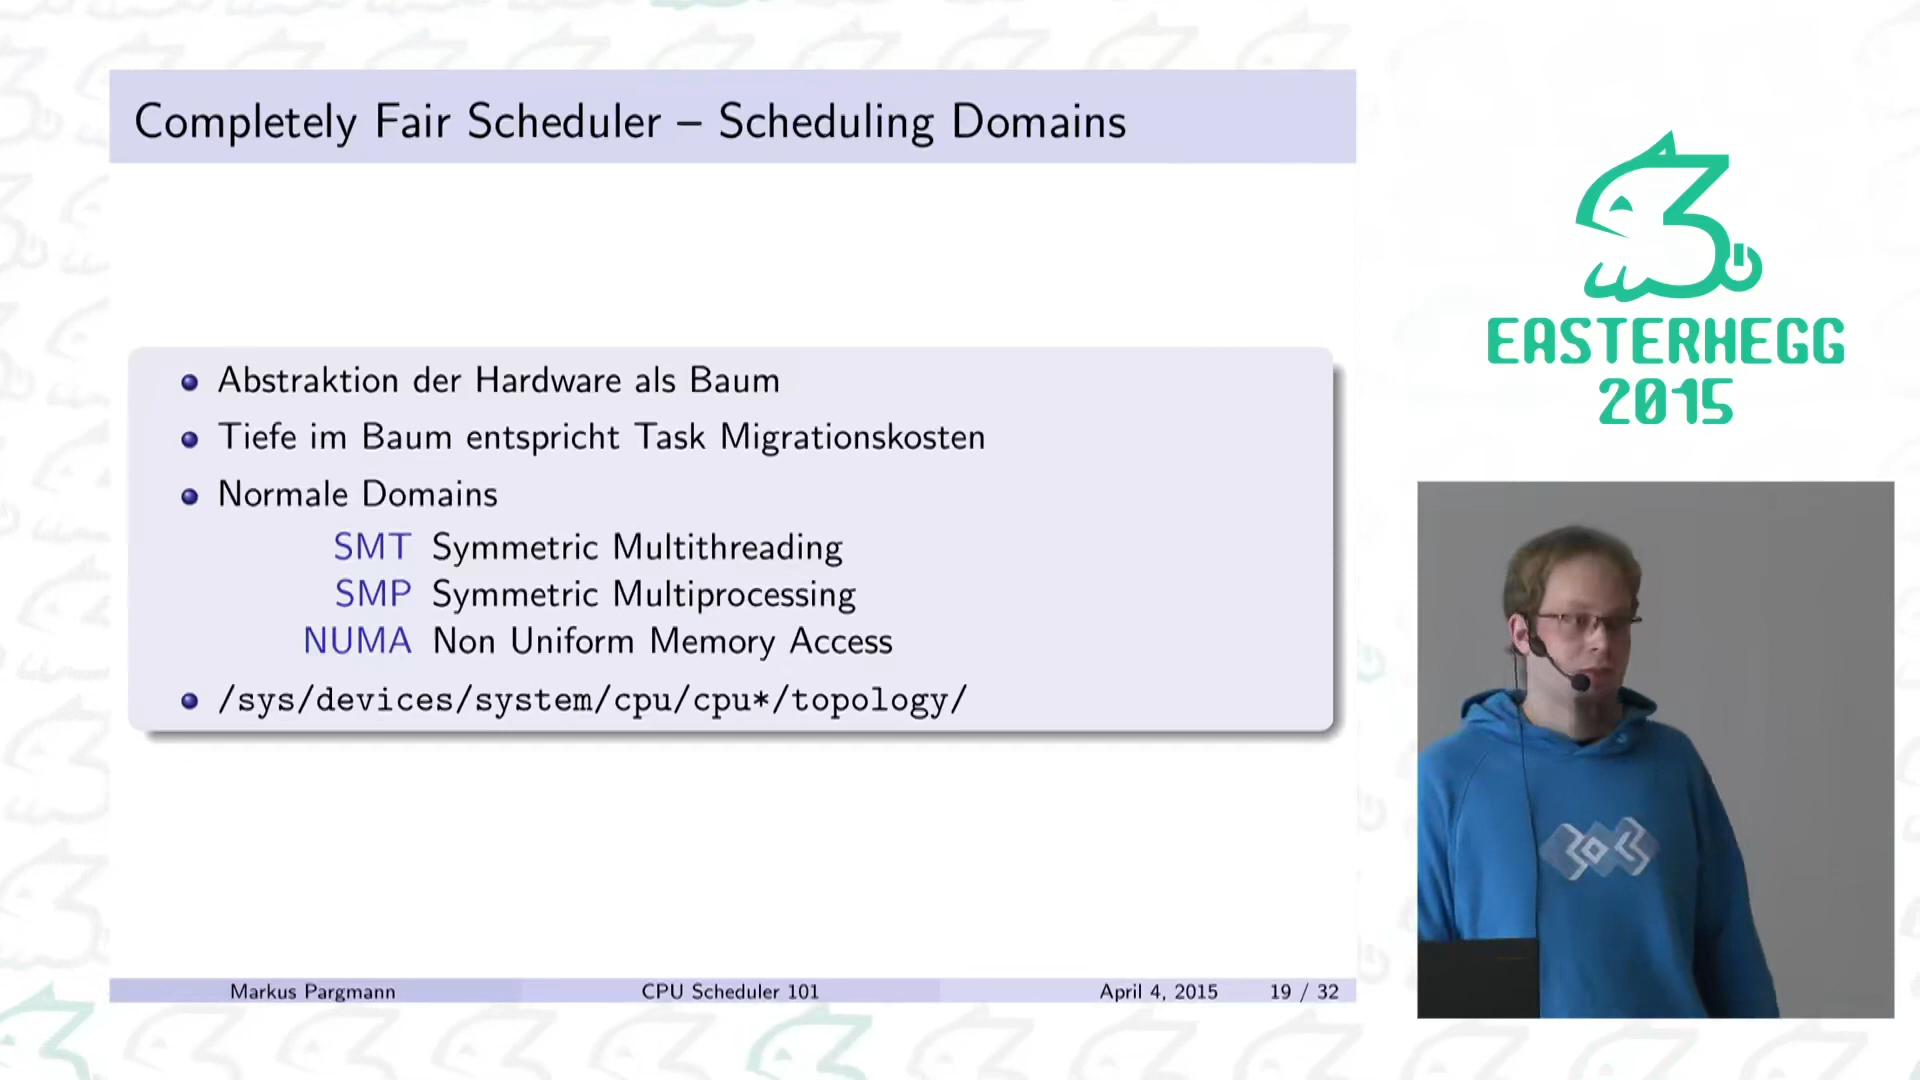 Completely Fair Scheduler – Scheduling Domains
Abstraktion der Hardware als Baum
Tiefe im Baum entspricht Task Migrationskosten
Normale Domains
SMT Symmetric Multithreading
SMP Symmetric Multiprocessing
NUMA Non Uniform Memory Access
/sys/devices/system/cpu/cpu*/topology/
Markus Pargmann CPU Scheduler 101 April 4, 2015 19 / 32
EASTERHEGG
2015